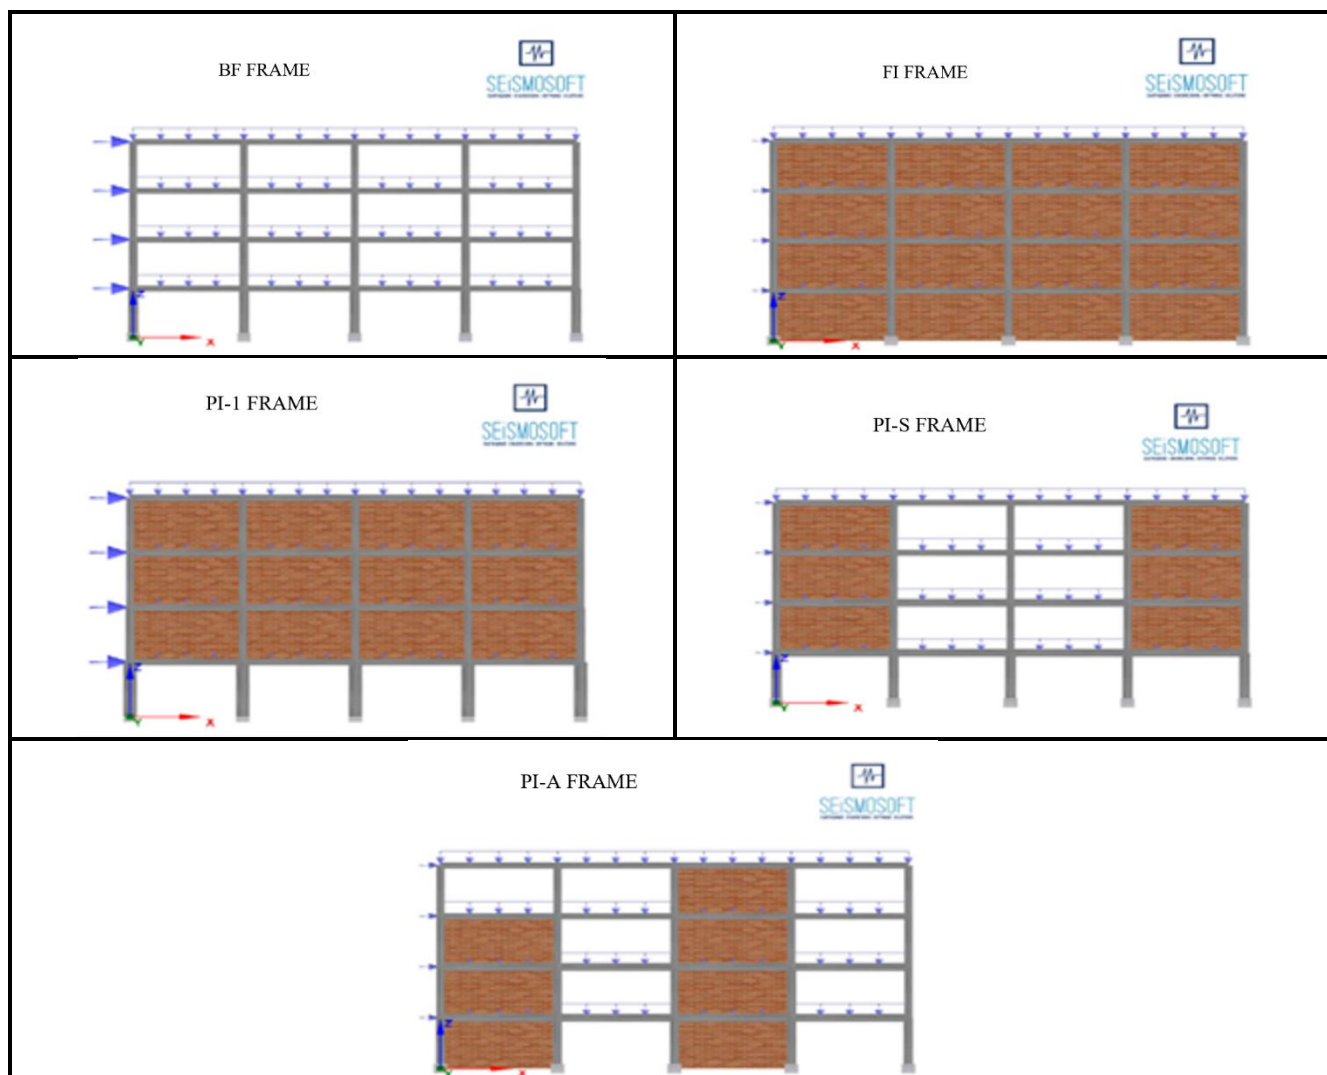 BF FRAME
SEiSMOSOFT
FI FRAME
SEiSMOSOFT
Z
Y
X
Z
X
PI-1 FRAME
SEiSMOSOFT
PI-S FRAME
SEiSMOSOFT
Z
Y
X
Z
Y
X
PI-A FRAME
SEiSMOSOFT
Z
Y
X